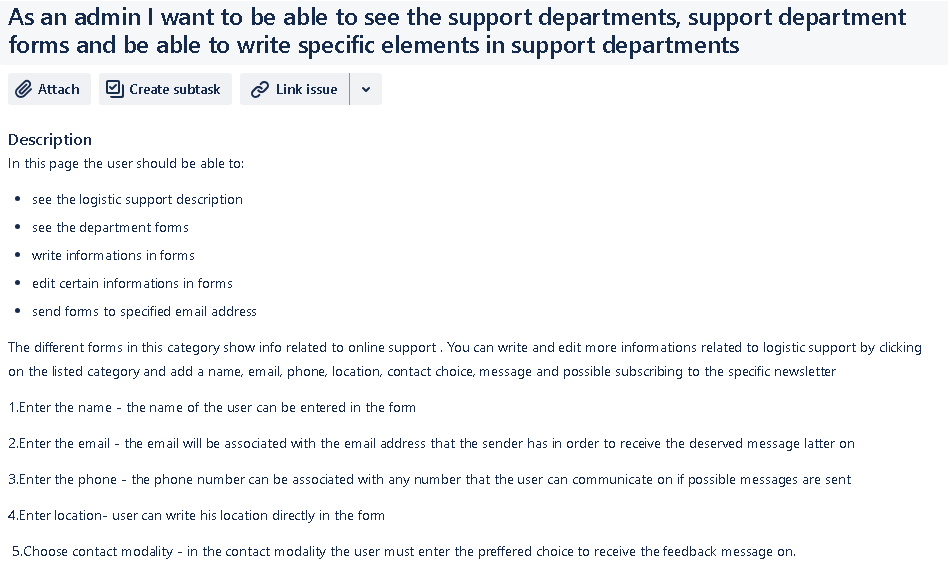 As an admin I want to be able to see the support departments, support department
forms and be able to write specific elements in support departments
Attach
Create subtask
Link issue
Description
In this page the user should be able to:
• see the logistic support description
• see the department forms
• write informations in forms
• edit certain informations in forms
• send forms to specified email address
The different forms in this category show info related to online support . You can write and edit more informations related to logistic support by clicking
on the listed category and add a name, email, phone, location, contact choice, message and possible subscribing to the specific newsletter
1.Enter the name - the name of the user can be entered in the form
2.Enter the email - the email will be associated with the email address that the sender has in order to receive the deserved message latter on
3.Enter the phone - the phone number can be associated with any number that the user can communicate on if possible messages are sent
4.Enter location- user can write his location directly in the form
5.Choose contact modality - in the contact modality the user must enter the preffered choice to receive the feedback message on.